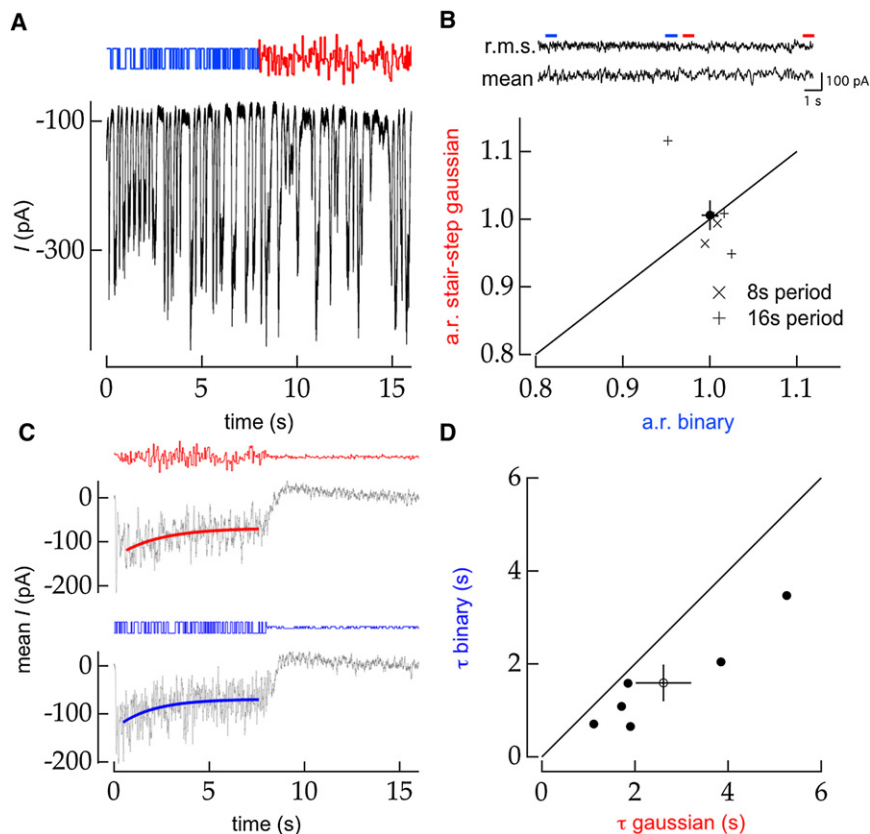 A
-100
-300
I (pA)
0 5 10 15
time (s)
B
r.m.s.
mean
100 pA
1 s
1.1
1.0
0.9
0.8
a.r. stair-step gaussian
× 8s period
+ 16s period
0.8 0.9 1.0 1.1
a.r. binary
C
0
-100
-200
0
-100
-200
mean I (pA)
0 5 10 15
time (s)
D
6
4
2
0
τ binary (s)
0 2 4 6
τ gaussian (s)